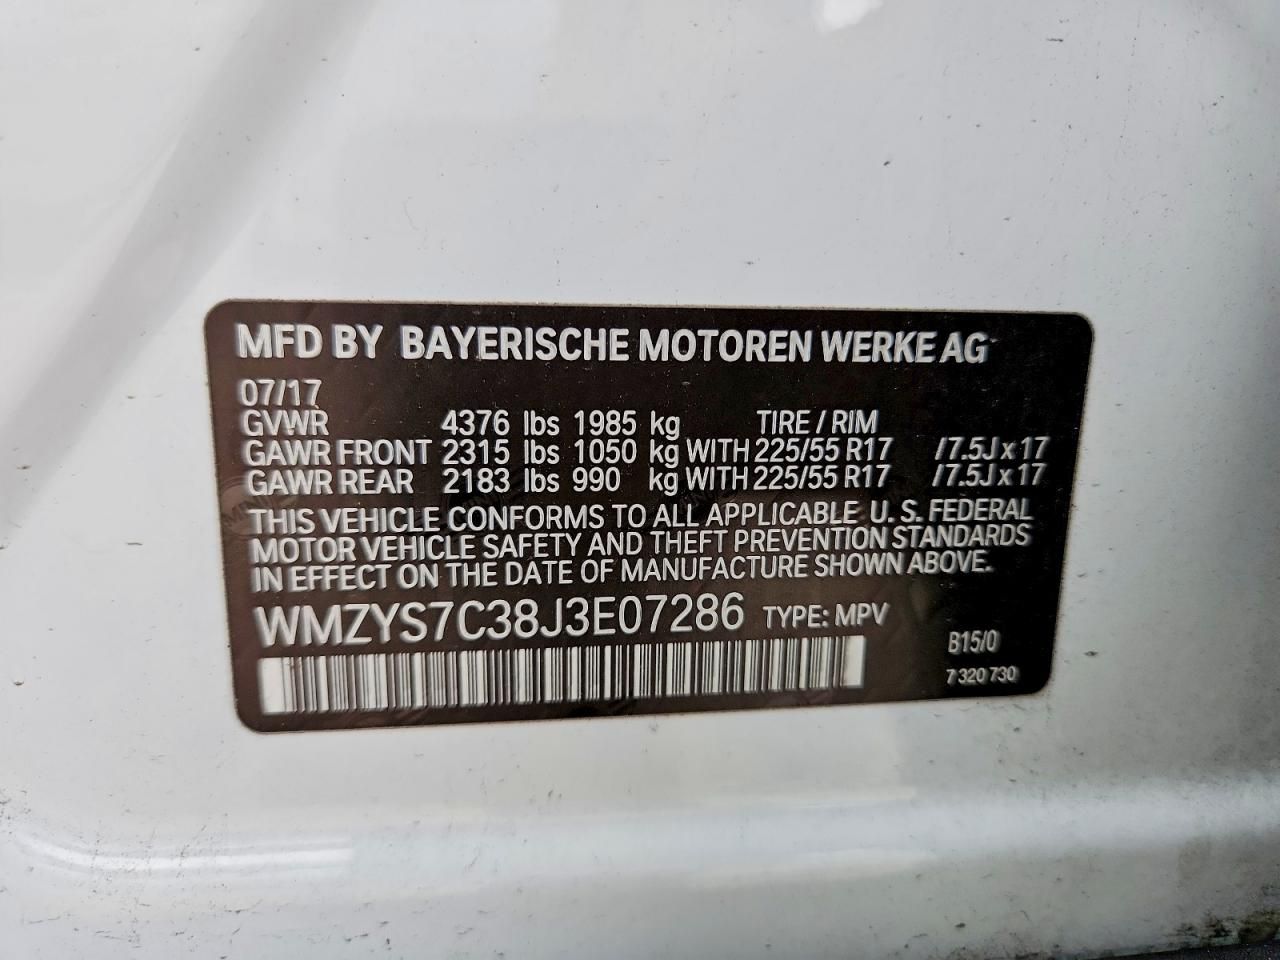 MFD BY BAYERISCHE MOTOREN WERKE AG
07/17
GVWR 4376 lbs 1985 kg TIRE / RIM
GAWR FRONT 2315 lbs 1050 kg WITH 225/55 R17 /7.5J x 17
GAWR REAR 2183 lbs 990 kg WITH 225/55 R17 /7.5J x 17
THIS VEHICLE CONFORMS TO ALL APPLICABLE U. S. FEDERAL
MOTOR VEHICLE SAFETY AND THEFT PREVENTION STANDARDS
IN EFFECT ON THE DATE OF MANUFACTURE SHOWN ABOVE.
WMZYS7C38J3E07286 TYPE: MPV
B15/0
7 320 730